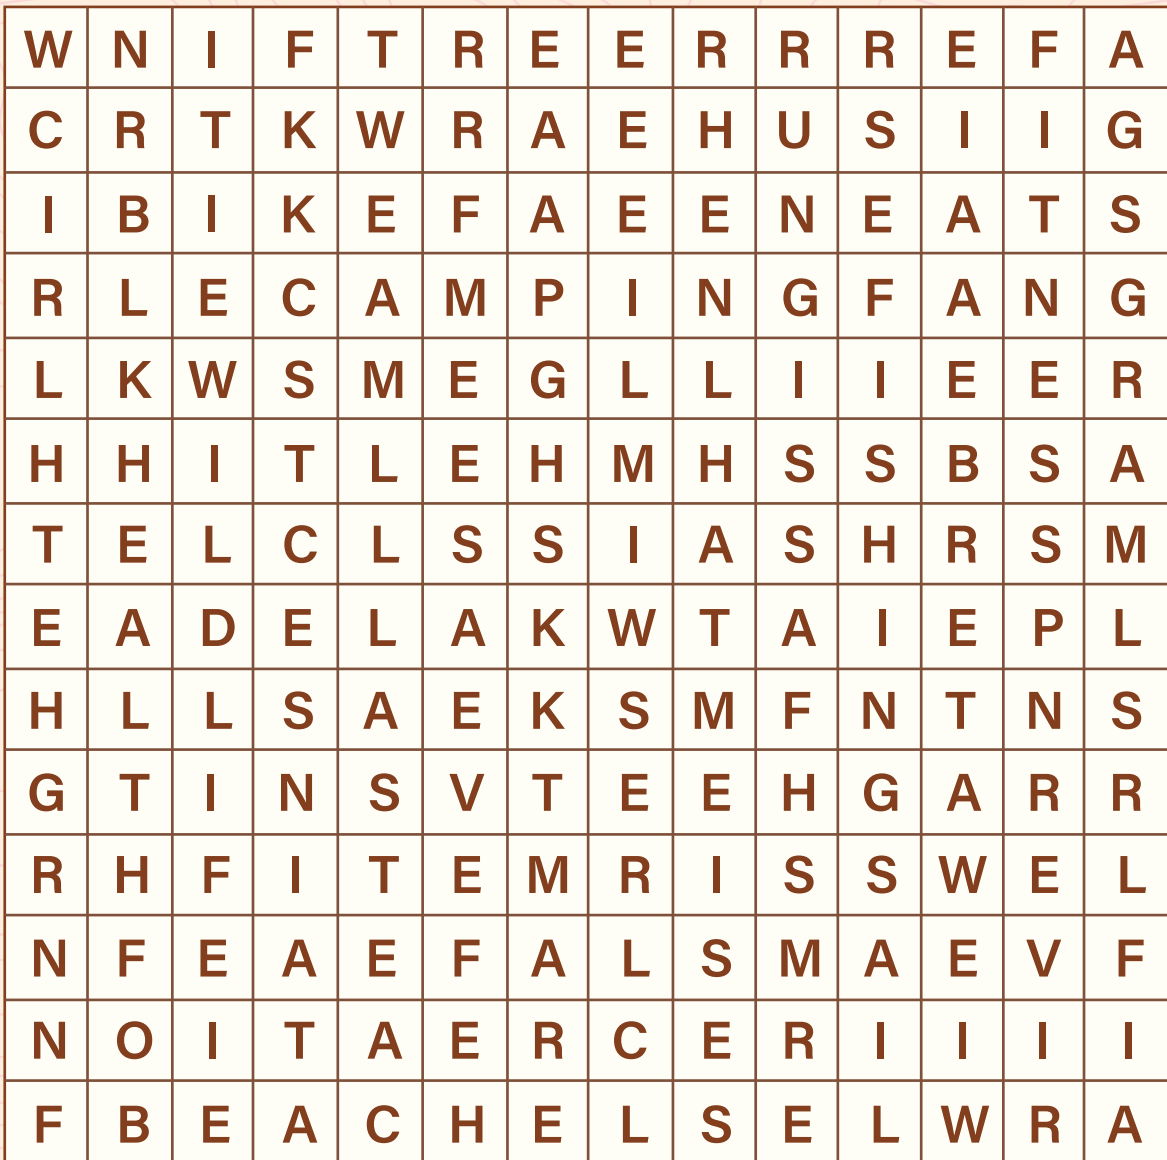 W N I F T R E E R R R E F A
C R T K W R A E H U S I I G
I B I K E F A E E N E A T S
R L E C A M P I N G F A N G
L K W S M E G L L I I E E R
H H I T L E H M H S S B S A
T E L C L S S I A S H R S M
E A D E L A K W T A I E P L
H L L S A E K S M F N T N S
G T I N S V T E E H G A R R
R H F I T E M R I S S W E L
N F E A E F A L S M A E V F
N O I T A E R C E R I I I I
F B E A C H E L S E L W R A